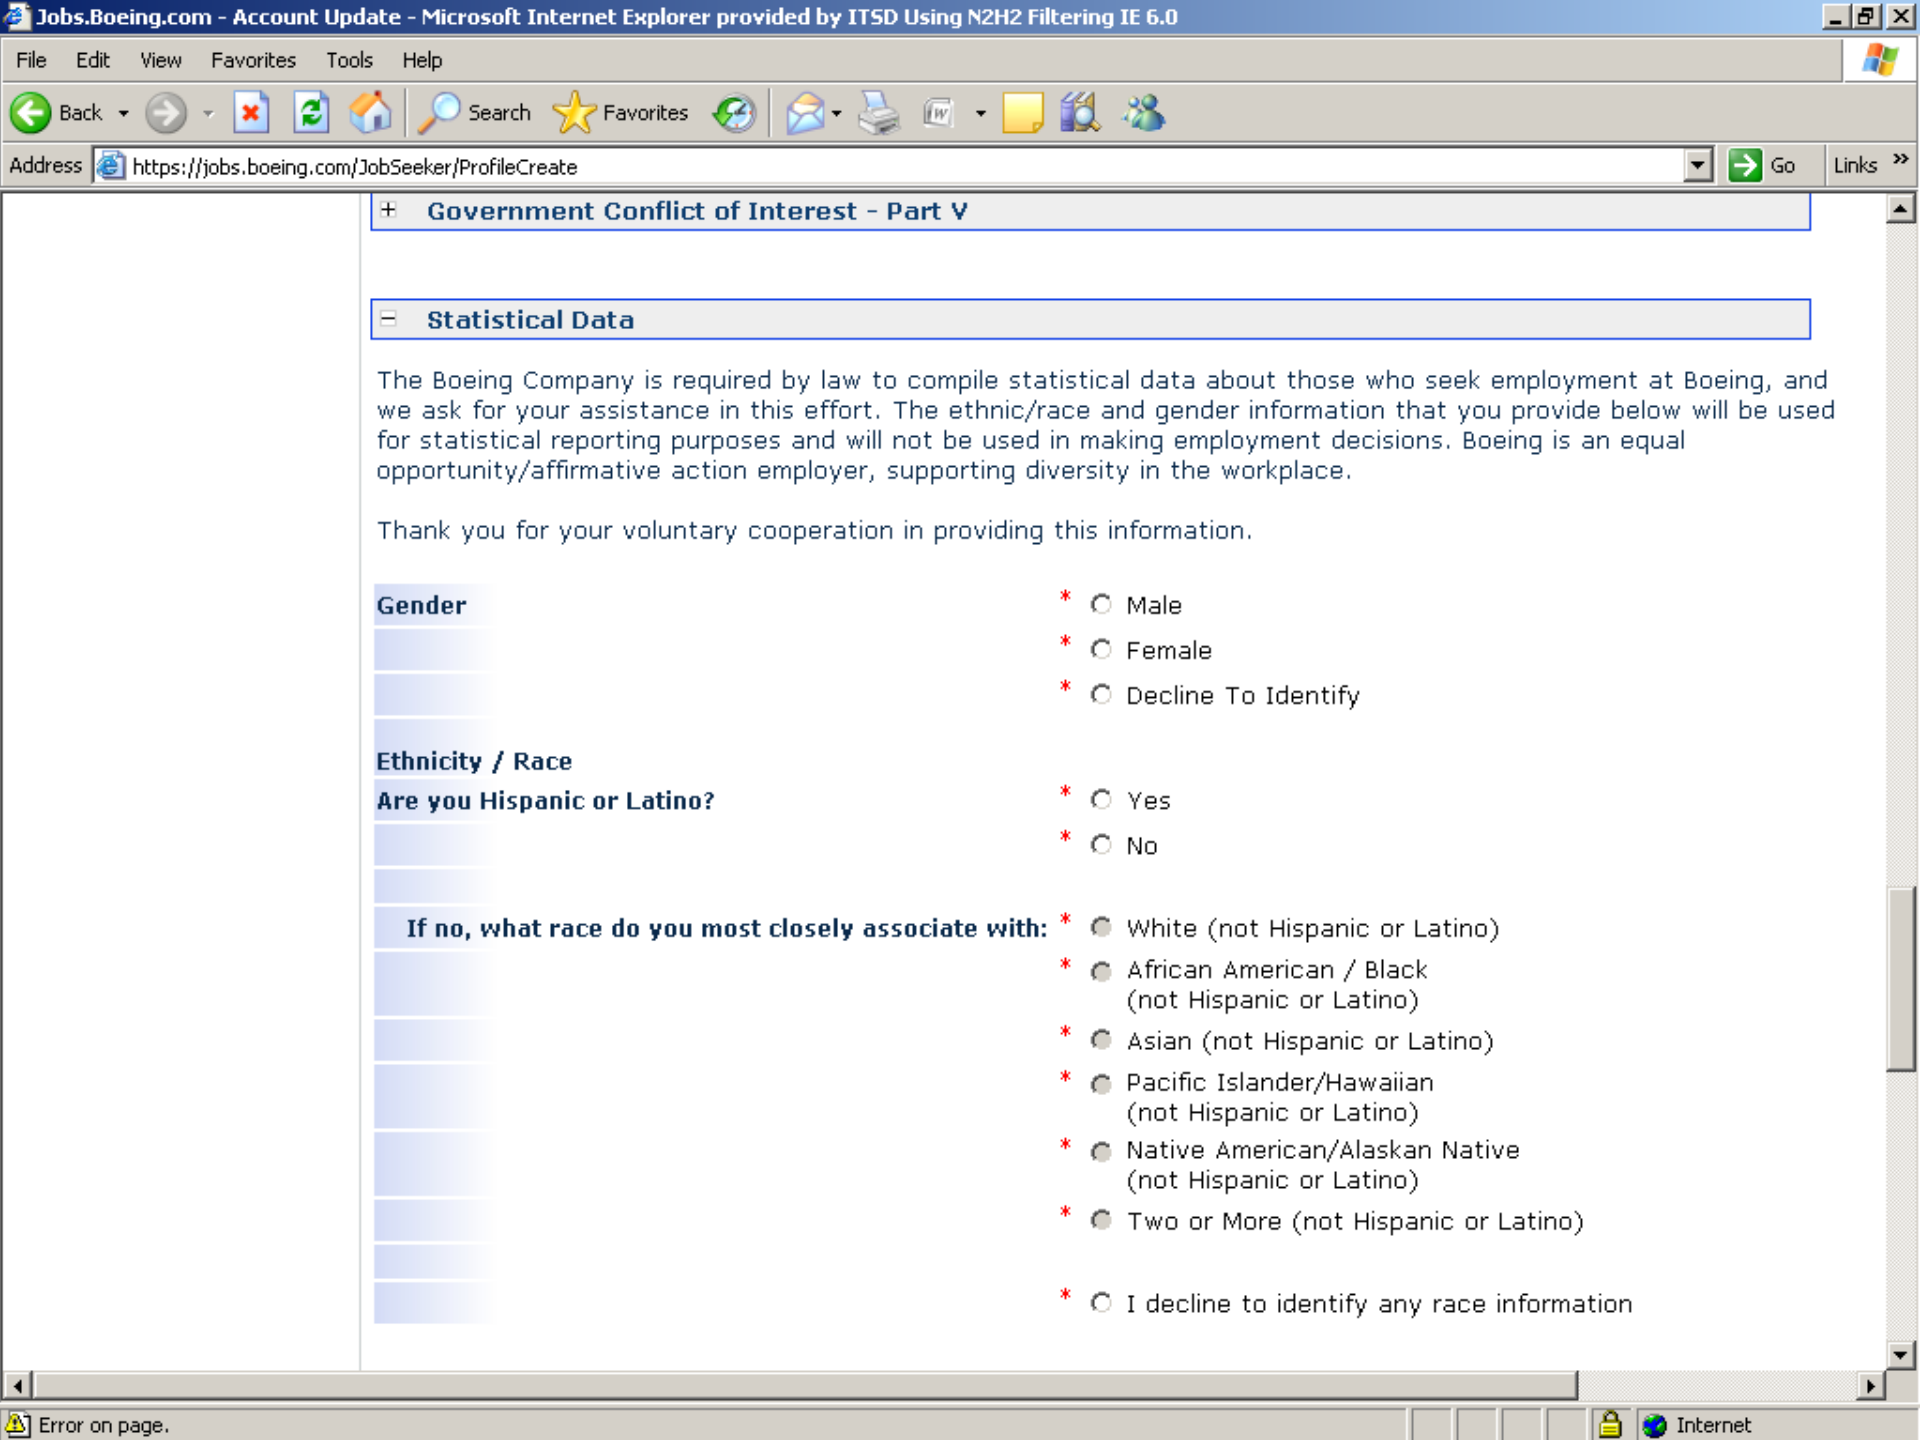 Jobs.Boeing.com - Account Update - Microsoft Internet Explorer provided by ITSD Using N2H2 Filtering IE 6.0
File Edit View Favorites Tools Help
Back Search Favorites
Address https://jobs.boeing.com/JobSeeker/ProfileCreate Go Links »
Government Conflict of Interest - Part V
Statistical Data
The Boeing Company is required by law to compile statistical data about those who seek employment at Boeing, and
we ask for your assistance in this effort. The ethnic/race and gender information that you provide below will be used
for statistical reporting purposes and will not be used in making employment decisions. Boeing is an equal
opportunity/affirmative action employer, supporting diversity in the workplace.
Thank you for your voluntary cooperation in providing this information.
Gender * Male
* Female
* Decline To Identify
Ethnicity / Race
Are you Hispanic or Latino? * Yes
* No
If no, what race do you most closely associate with: * White (not Hispanic or Latino)
* African American / Black
(not Hispanic or Latino)
* Asian (not Hispanic or Latino)
* Pacific Islander/Hawaiian
(not Hispanic or Latino)
* Native American/Alaskan Native
(not Hispanic or Latino)
* Two or More (not Hispanic or Latino)
* I decline to identify any race information
Error on page. Internet